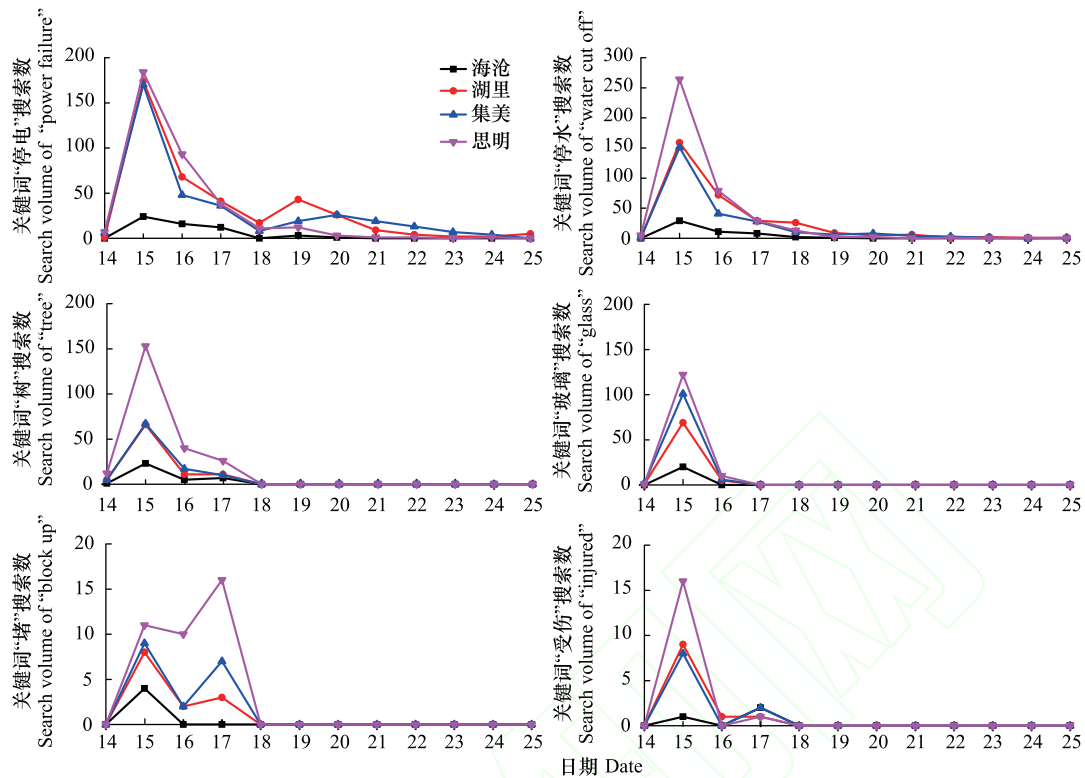 关键词“停电”搜索数
Search volume of “power failure”
200
150
100
50
0
14 15 16 17 18 19 20 21 22 23 24 25
海沧
湖里
集美
思明
关键词“停水”搜索数
Search volume of “water cut off”
300
250
200
150
100
50
0
14 15 16 17 18 19 20 21 22 23 24 25
关键词“树”搜索数
Search volume of “tree”
200
150
100
50
0
14 15 16 17 18 19 20 21 22 23 24 25
关键词“玻璃”搜索数
Search volume of “glass”
200
150
100
50
0
14 15 16 17 18 19 20 21 22 23 24 25
关键词“堵”搜索数
Search volume of “block up”
20
15
10
5
0
14 15 16 17 18 19 20 21 22 23 24 25
关键词“受伤”搜索数
Search volume of “injured”
20
15
10
5
0
14 15 16 17 18 19 20 21 22 23 24 25
日期 Date